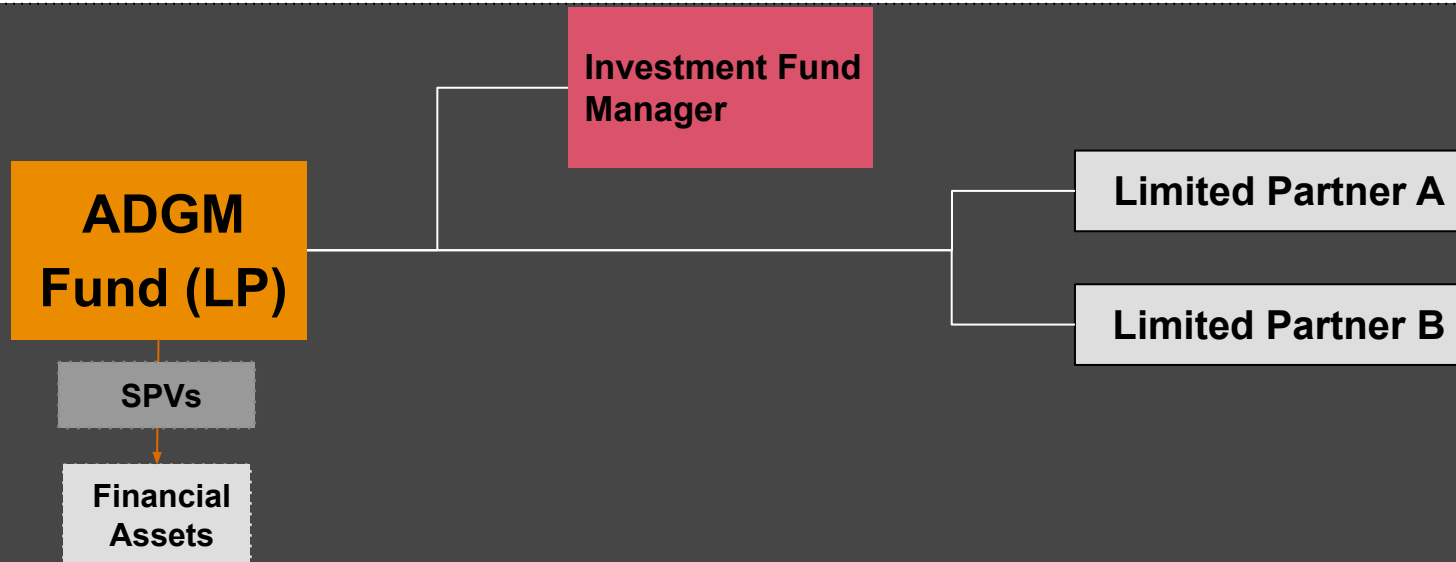 Investment Fund
Manager
ADGM
Fund (LP)
Limited Partner A
Limited Partner B
SPVs
Financial
Assets